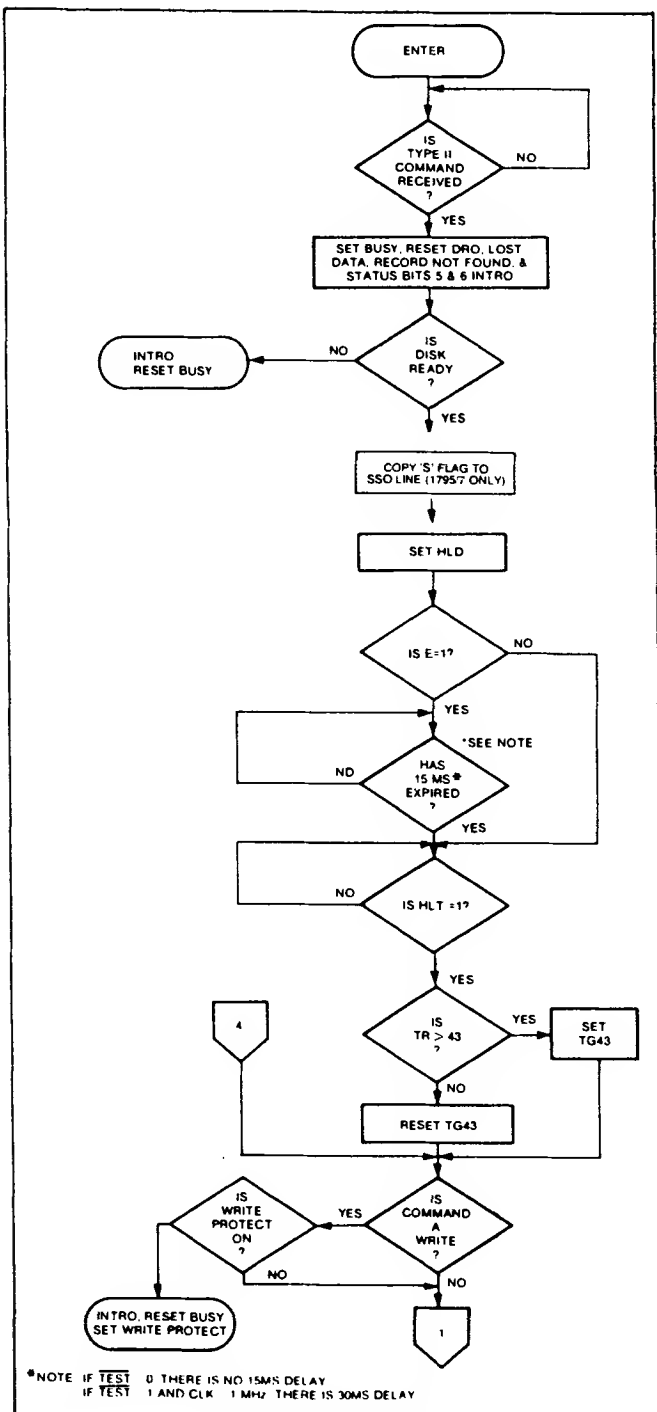 ENTER
IS
TYPE II
COMMAND
RECEIVED
?
NO
YES
SET BUSY, RESET DRO, LOST
DATA, RECORD NOT FOUND, &
STATUS BITS 5 & 6 INTRO
IS
DISK
READY
?
NO
INTRO
RESET BUSY
YES
COPY 'S' FLAG TO
SSO LINE (1795/7 ONLY)
SET HLD
IS E=1?
NO
YES
*SEE NOTE
HAS
15 MS*
EXPIRED
?
ND
YES
IS HLT =1?
NO
YES
4
IS
TR > 43
?
YES
SET
TG43
NO
RESET TG43
IS
COMMAND
A
WRITE
?
YES
IS
WRITE
PROTECT
ON
?
NO
NO
INTRO, RESET BUSY
SET WRITE PROTECT
1
*NOTE IF TEST 0 THERE IS NO 15MS DELAY
IF TEST 1 AND CLK 1 MHz THERE IS 30MS DELAY